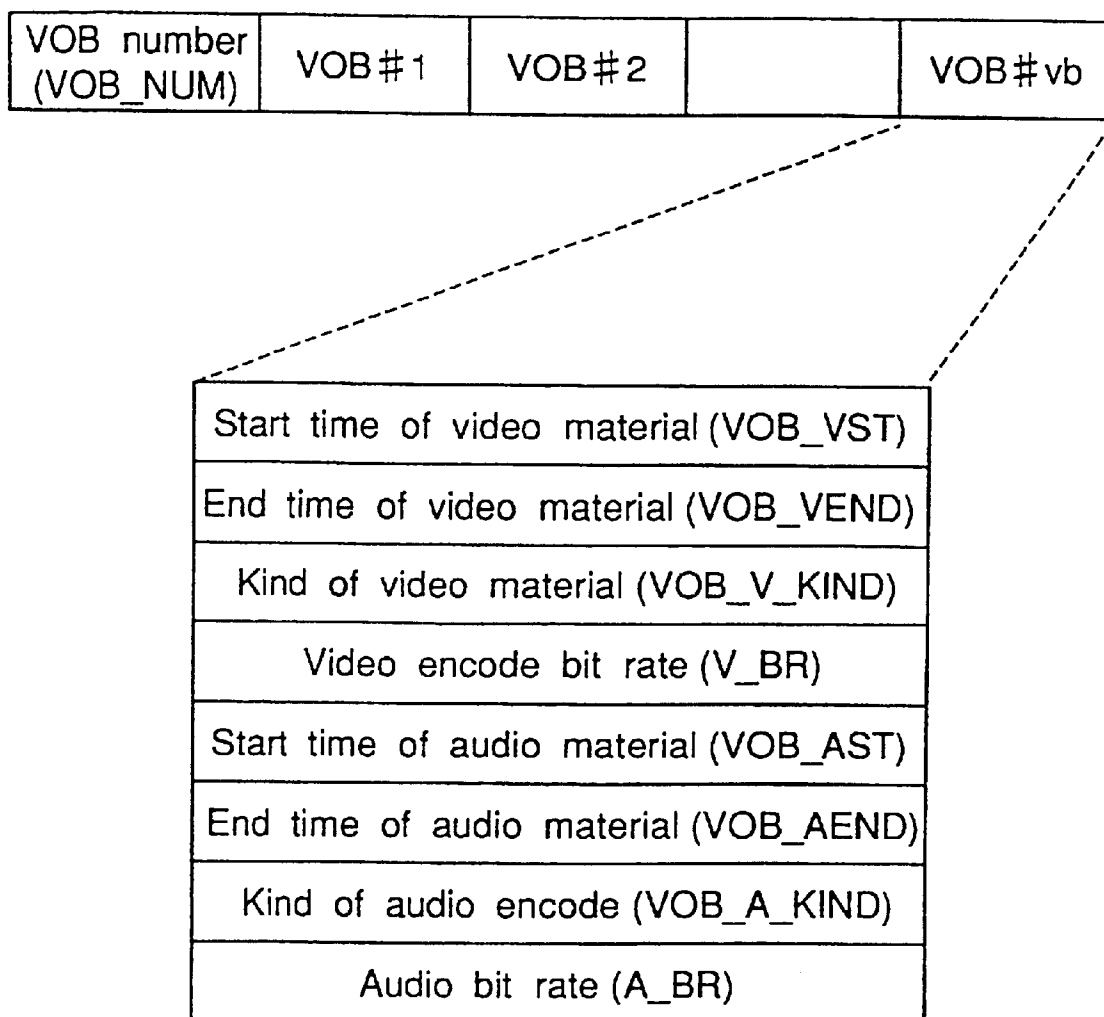 VOB number
(VOB_NUM)
VOB#1
VOB#2
VOB#vb
Start time of video material (VOB_VST)
End time of video material (VOB_VEND)
Kind of video material (VOB_V_KIND)
Video encode bit rate (V_BR)
Start time of audio material (VOB_AST)
End time of audio material (VOB_AEND)
Kind of audio encode (VOB_A_KIND)
Audio bit rate (A_BR)